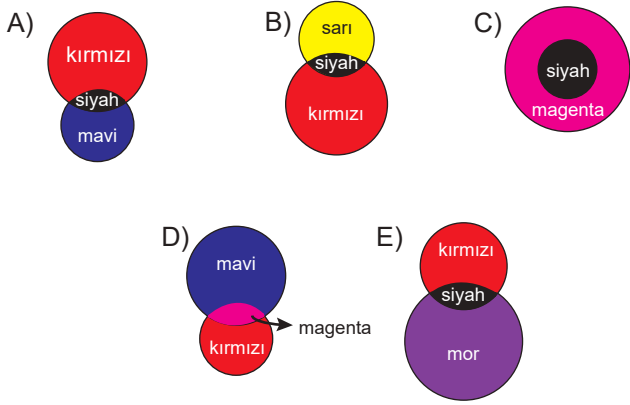 A)
kırmızı
siyah
mavi
B)
sarı
siyah
kırmızı
C)
siyah
magenta
D)
mavi
magenta
kırmızı
E)
kırmızı
siyah
mor